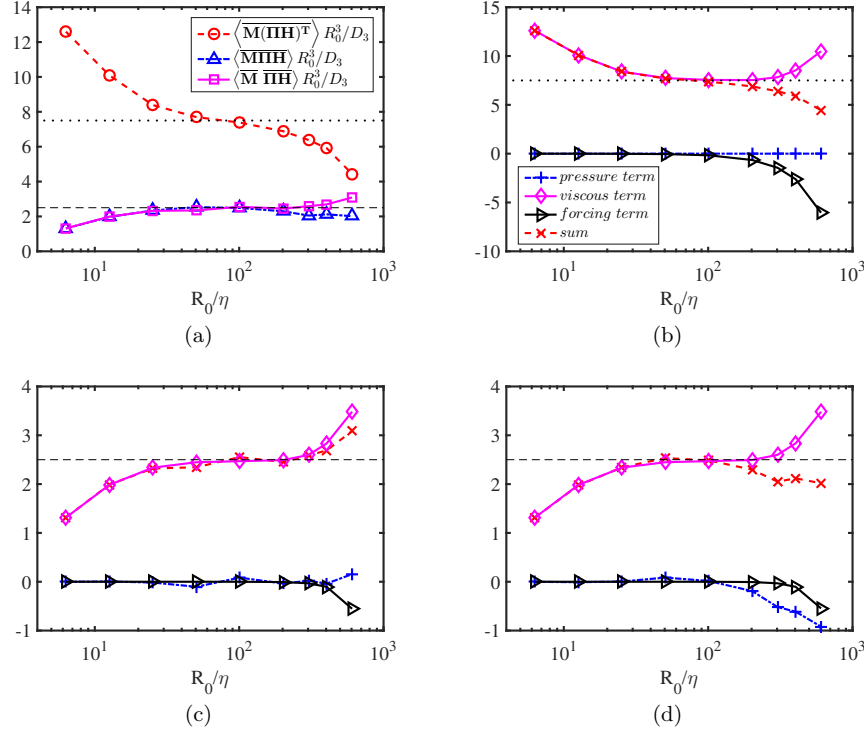 14
12
10
8
6
4
2
0
10¹
10²
10³
R₀/η
(a)
⟨M̅(̅Π̅H̅)̅ᵀ̅⟩ R₀³/D₃
⟨M̅Π̅H̅⟩ R₀³/D₃
⟨M̅ Π̅H̅⟩ R₀³/D₃
15
10
5
0
-5
-10
10¹
10²
10³
R₀/η
(b)
pressure term
viscous term
forcing term
sum
4
3
2
1
0
-1
10¹
10²
10³
R₀/η
(c)
4
3
2
1
0
-1
10¹
10²
10³
R₀/η
(d)